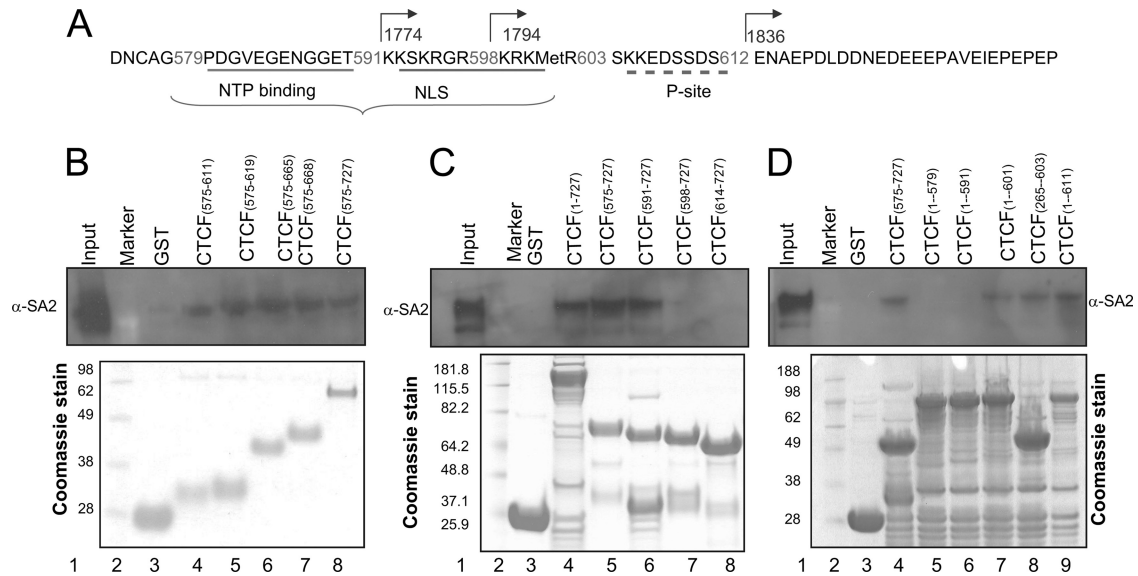 A
1774 1794 1836
DNCAG579PDGVEGENGGET591KKSKRGR598KRKMetR603 SKKEDSSDS612 ENAEPDLDDNEDEEEPAVEIEPEPEP
NTP binding NLS P-site
B
Input
Marker
GST
CTCF(575-611)
CTCF(575-619)
CTCF(575-665)
CTCF(575-668)
CTCF(575-727)
α-SA2
Coomassie stain
98
62
49
38
28
1 2 3 4 5 6 7 8
C
Input
Marker
GST
CTCF(1-727)
CTCF(575-727)
CTCF(591-727)
CTCF(598-727)
CTCF(614-727)
α-SA2
Coomassie stain
181.8
115.5
82.2
64.2
48.8
37.1
25.9
1 2 3 4 5 6 7 8
D
Input
Marker
GST
CTCF(575-727)
CTCF(1--579)
CTCF(1--591)
CTCF(1--601)
CTCF(265--603)
CTCF(1--611)
α-SA2
188
98
62
49
38
28
Coomassie stain
1 2 3 4 5 6 7 8 9